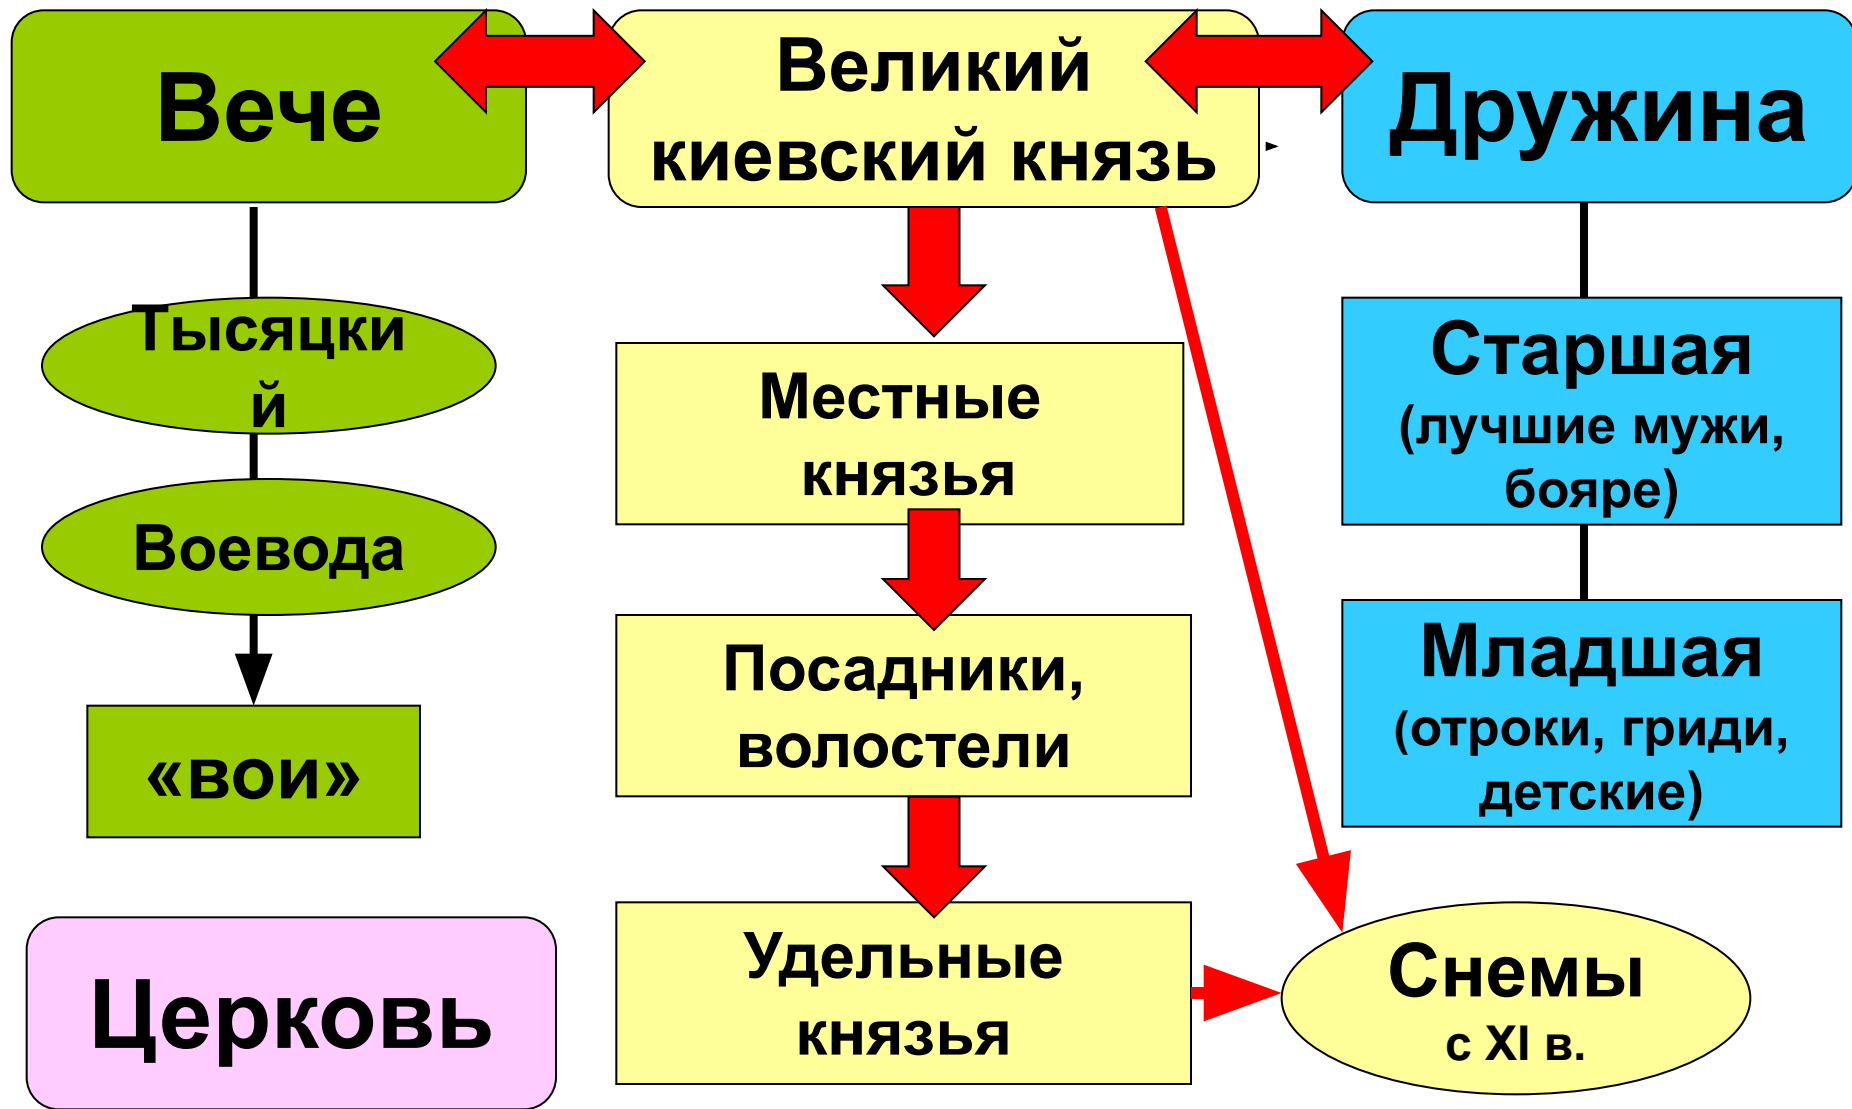 Вече
Великий
киевский князь
Дружина
Тысяцки
й
Воевода
«вои»
Местные
князья
Посадники,
волостели
Удельные
князья
Старшая
(лучшие мужи,
бояре)
Младшая
(отроки, гриди,
детские)
Церковь
Снемы
с XI в.